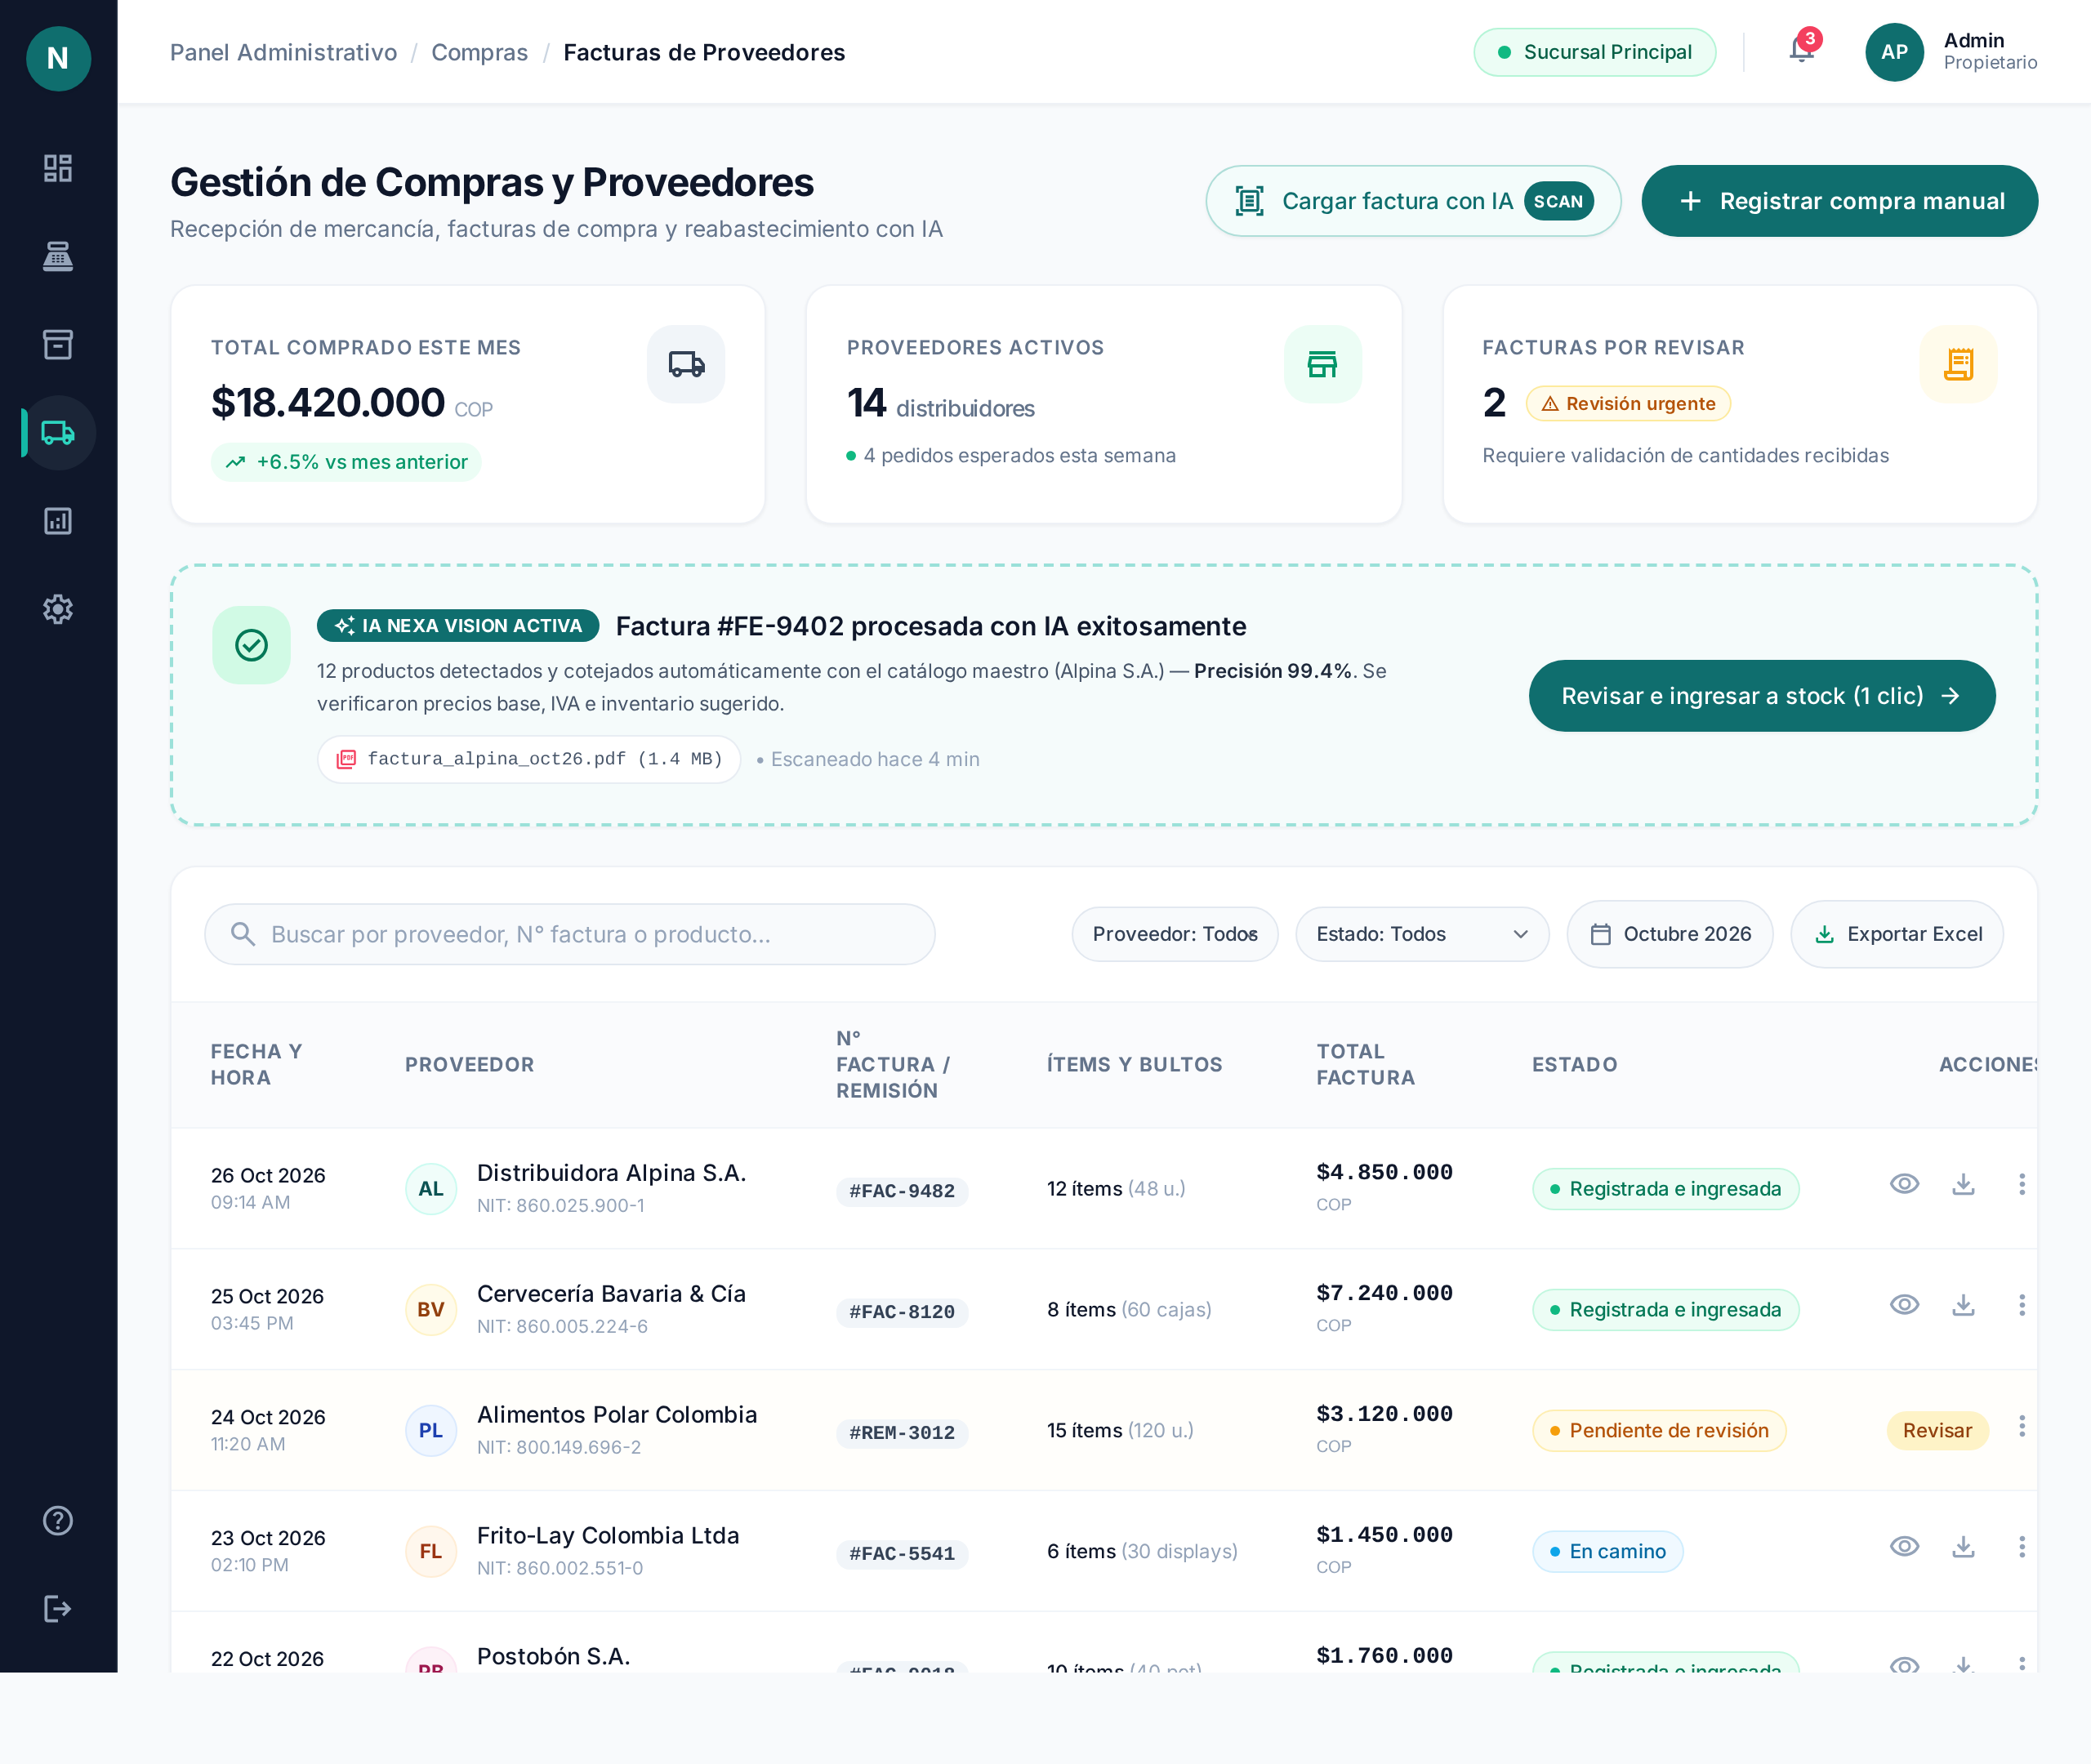 N
Panel Administrativo / Compras / Facturas de Proveedores
Sucursal Principal
3
AP
Admin
Propietario
Gestión de Compras y Proveedores
Recepción de mercancía, facturas de compra y reabastecimiento con IA
Cargar factura con IA SCAN
Registrar compra manual
TOTAL COMPRADO ESTE MES
$18.420.000 COP
+6.5% vs mes anterior
PROVEEDORES ACTIVOS
14 distribuidores
4 pedidos esperados esta semana
FACTURAS POR REVISAR
2 Revisión urgente
Requiere validación de cantidades recibidas
IA NEXA VISION ACTIVA Factura #FE-9402 procesada con IA exitosamente
12 productos detectados y cotejados automáticamente con el catálogo maestro (Alpina S.A.) — Precisión 99.4%. Se
verificaron precios base, IVA e inventario sugerido.
PDF factura_alpina_oct26.pdf (1.4 MB) • Escaneado hace 4 min
Revisar e ingresar a stock (1 clic)
Buscar por proveedor, N° factura o producto...
Proveedor: Todos
Estado: Todos
Octubre 2026
Exportar Excel
FECHA Y
HORA
PROVEEDOR
N°
FACTURA /
REMISIÓN
ÍTEMS Y BULTOS
TOTAL
FACTURA
ESTADO
ACCIONES
26 Oct 2026
09:14 AM
AL
Distribuidora Alpina S.A.
NIT: 860.025.900-1
#FAC-9482
12 ítems (48 u.)
$4.850.000
COP
Registrada e ingresada
25 Oct 2026
03:45 PM
BV
Cervecería Bavaria & Cía
NIT: 860.005.224-6
#FAC-8120
8 ítems (60 cajas)
$7.240.000
COP
Registrada e ingresada
24 Oct 2026
11:20 AM
PL
Alimentos Polar Colombia
NIT: 800.149.696-2
#REM-3012
15 ítems (120 u.)
$3.120.000
COP
Pendiente de revisión
Revisar
23 Oct 2026
02:10 PM
FL
Frito-Lay Colombia Ltda
NIT: 860.002.551-0
#FAC-5541
6 ítems (30 displays)
$1.450.000
COP
En camino
22 Oct 2026
PB
Postobón S.A.
#FAC-9018
10 ítems (40 pet)
$1.760.000
Registrada e ingresada